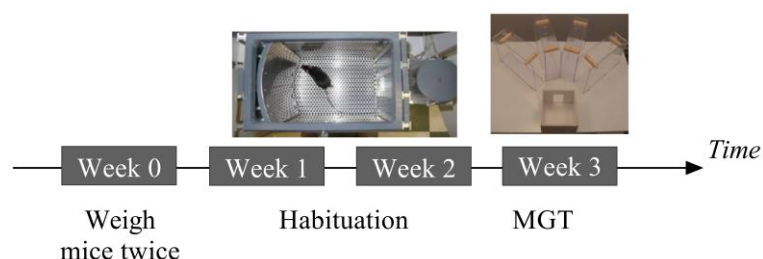 Week 0
Week 1
Week 2
Week 3
Time
Weigh
mice twice
Habituation
MGT